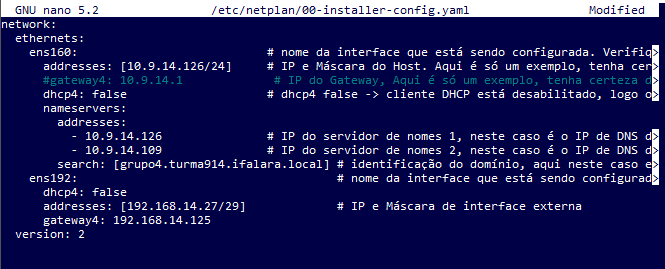 GNU nano 5.2 /etc/netplan/00-installer-config.yaml Modified
network:
  ethernets:
    ens160: # nome da interface que está sendo configurada. Verifiq>
      addresses: [10.9.14.126/24] # IP e Máscara do Host. Aqui é só um exemplo, tenha cer>
      #gateway4: 10.9.14.1 # IP do Gateway, Aqui é só um exemplo, tenha certeza d>
      dhcp4: false # dhcp4 false -> cliente DHCP está desabilitado, logo o>
      nameservers:
        addresses:
          - 10.9.14.126 # IP do servidor de nomes 1, neste caso é o IP de DNS d>
          - 10.9.14.109 # IP do servidor de nomes 2, neste caso é o IP de DNS d>
        search: [grupo4.turma914.ifalara.local] # identificação do domínio, aqui neste caso e>
    ens192: # nome da interface que está sendo configurad>
      dhcp4: false
      addresses: [192.168.14.27/29] # IP e Máscara de interface externa
      gateway4: 192.168.14.125
  version: 2